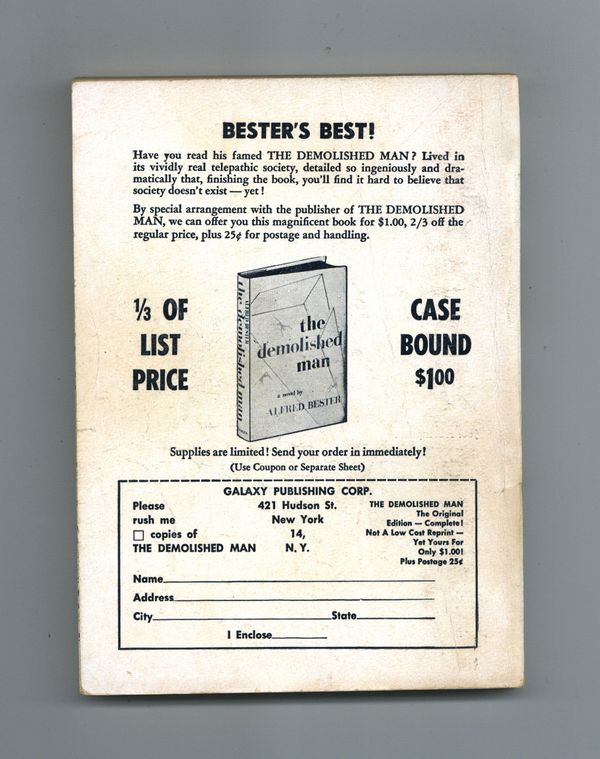 BESTER'S BEST!
Have you read his famed THE DEMOLISHED MAN? Lived in
its vividly real telepathic society, detailed so ingeniously and dra-
matically that, finishing the book, you'll find it hard to believe that
society doesn't exist — yet!
By special arrangement with the publisher of THE DEMOLISHED
MAN, we can offer you this magnificent book for $1.00, 2/3 off the
regular price, plus 25¢ for postage and handling.
⅓ OF
LIST
PRICE
the demolished man
the
demolished
man
a novel by
ALFRED BESTER
CASE
BOUND
$1.00
Supplies are limited! Send your order in immediately!
(Use Coupon or Separate Sheet)
GALAXY PUBLISHING CORP.
Please
rush me
copies of
THE DEMOLISHED MAN
421 Hudson St.
New York
14,
N. Y.
THE DEMOLISHED MAN
The Original
Edition — Complete!
Not A Low Cost Reprint —
Yet Yours For
Only $1.00!
Plus Postage 25¢
Name
Address
City State
I Enclose